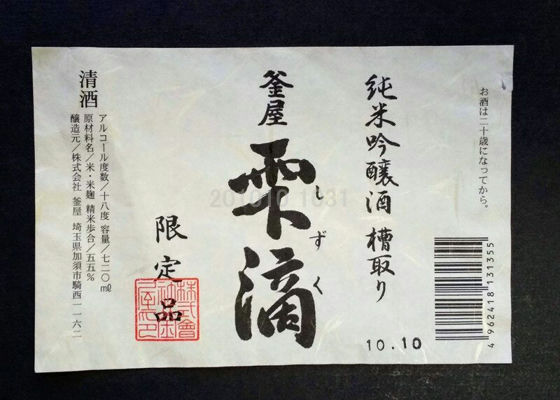 お酒は二十歳になってから。
純米吟醸酒 槽取り
釜屋
雫滴
しずく
限定品
清酒
アルコール度数/十八度 容量/七二〇㎖
原材料名/米・米麹 精米歩合/五五%
醸造元/株式会社 釜屋 埼玉県加須市騎西一一六二
10.10
4 962418 131355